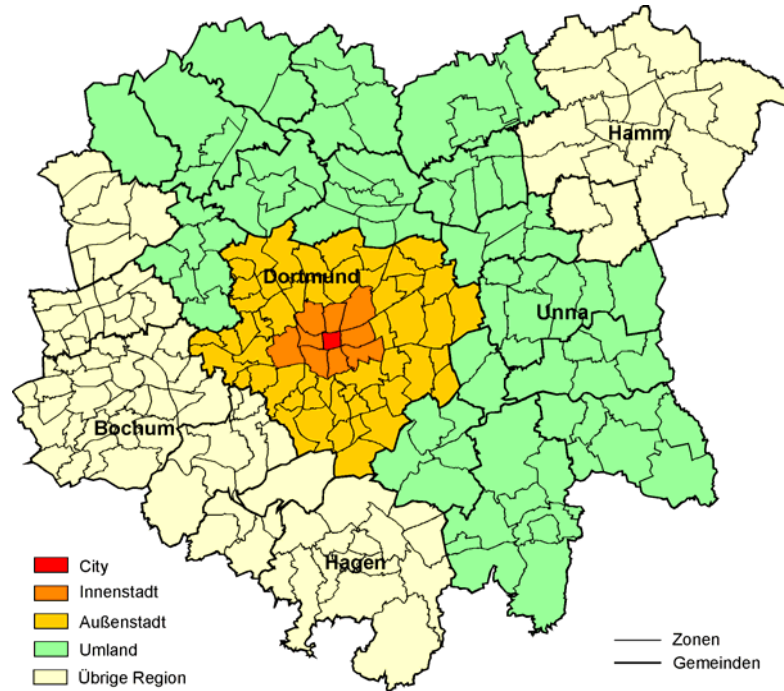 Hamm
Dortmund
Unna
Bochum
Hagen
City
Innenstadt
Außenstadt
Umland
Übrige Region
Zonen
Gemeinden